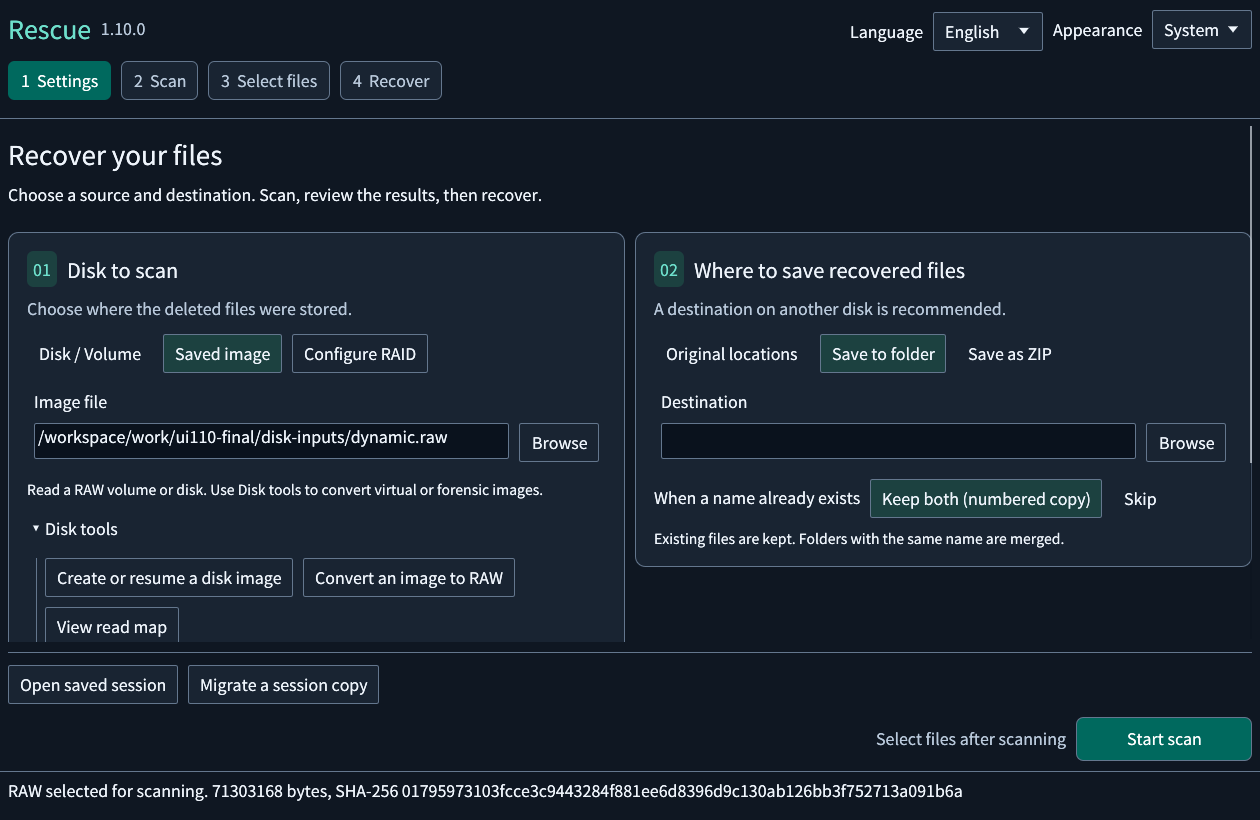 Rescue 1.10.0
Language English Appearance System
1 Settings 2 Scan 3 Select files 4 Recover
Recover your files
Choose a source and destination. Scan, review the results, then recover.
01 Disk to scan
Choose where the deleted files were stored.
Disk / Volume Saved image Configure RAID
Image file
/workspace/work/ui110-final/disk-inputs/dynamic.raw Browse
Read a RAW volume or disk. Use Disk tools to convert virtual or forensic images.
Disk tools
Create or resume a disk image Convert an image to RAW
View read map
02 Where to save recovered files
A destination on another disk is recommended.
Original locations Save to folder Save as ZIP
Destination
Browse
When a name already exists Keep both (numbered copy) Skip
Existing files are kept. Folders with the same name are merged.
Open saved session Migrate a session copy
Select files after scanning Start scan
RAW selected for scanning. 71303168 bytes, SHA-256 01795973103fcce3c9443284f881ee6d8396d9c130ab126bb3f752713a091b6a